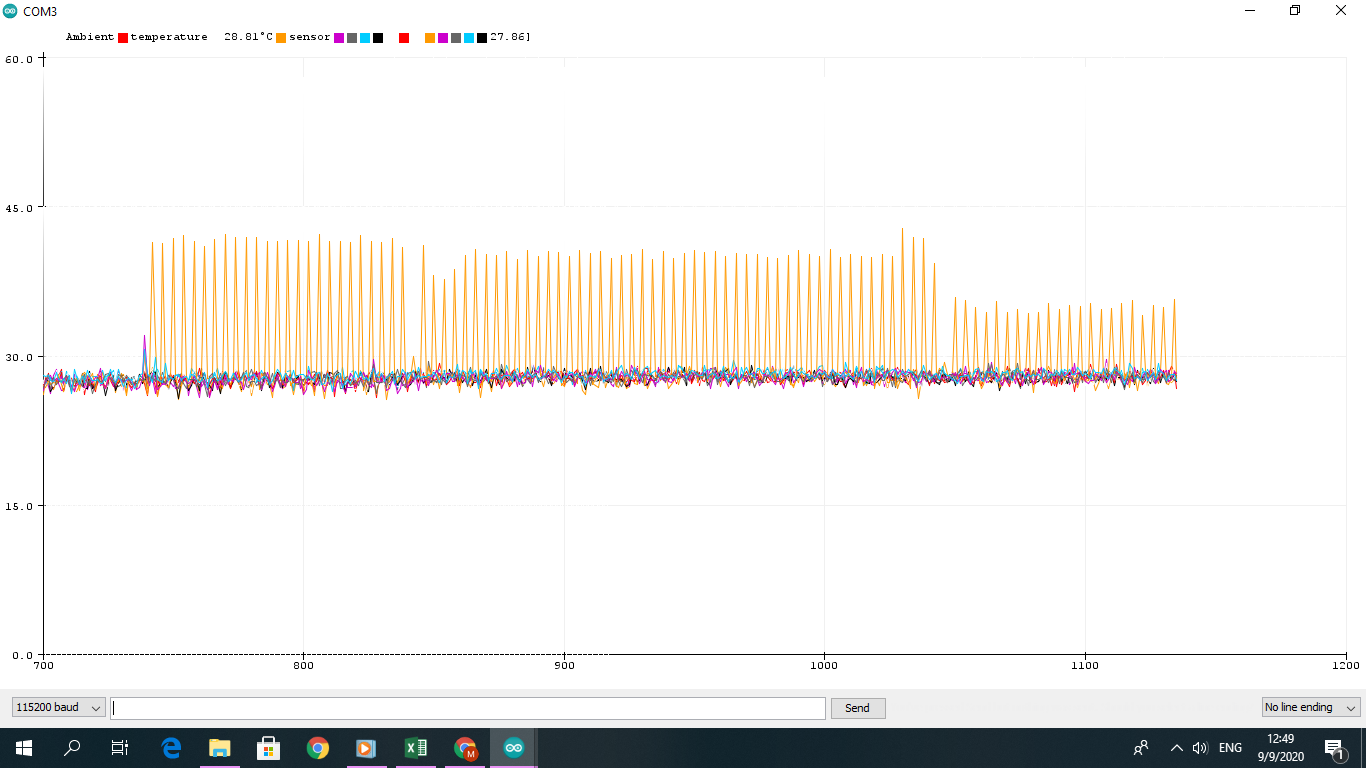 COM3
Ambient temperature 28.81°C sensor 27.86]
60.0
45.0
30.0
15.0
0.0
700 800 900 1000 1100 1200
115200 baud Send No line ending
M 12:49
ENG
9/9/2020 1